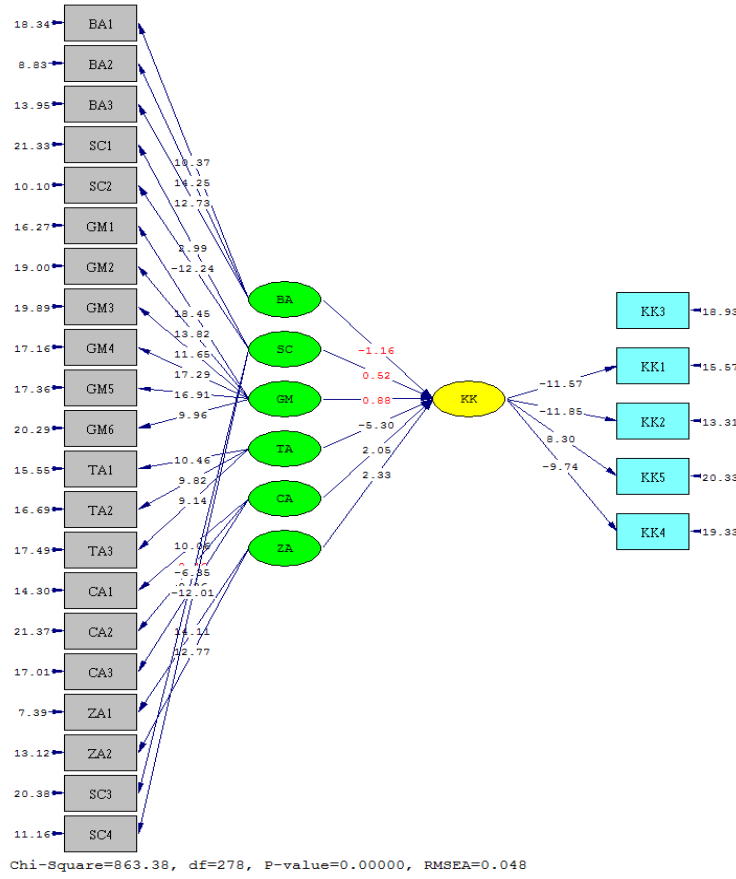 18.34 BA1
8.83 BA2
13.95 BA3
21.33 SC1
10.10 SC2
16.27 GM1
19.00 GM2
19.89 GM3
17.16 GM4
17.36 GM5
20.29 GM6
15.55 TA1
16.69 TA2
17.49 TA3
14.30 CA1
21.37 CA2
17.01 CA3
7.39 ZA1
13.12 ZA2
20.38 SC3
11.16 SC4
10.37
14.25
12.73
-12.24
18.45
13.82
11.65
17.29
16.91
9.96
10.46
9.82
9.14
10.06
-6.35
-12.01
14.11
12.77
BA
SC
GM
TA
CA
ZA
-1.16
0.52
0.88
-5.30
2.05
2.33
KK
-11.57
-11.85
8.30
-9.74
KK3 18.93
KK1 15.57
KK2 13.31
KK5 20.33
KK4 19.33
Chi-Square=863.38, df=278, P-value=0.00000, RMSEA=0.048